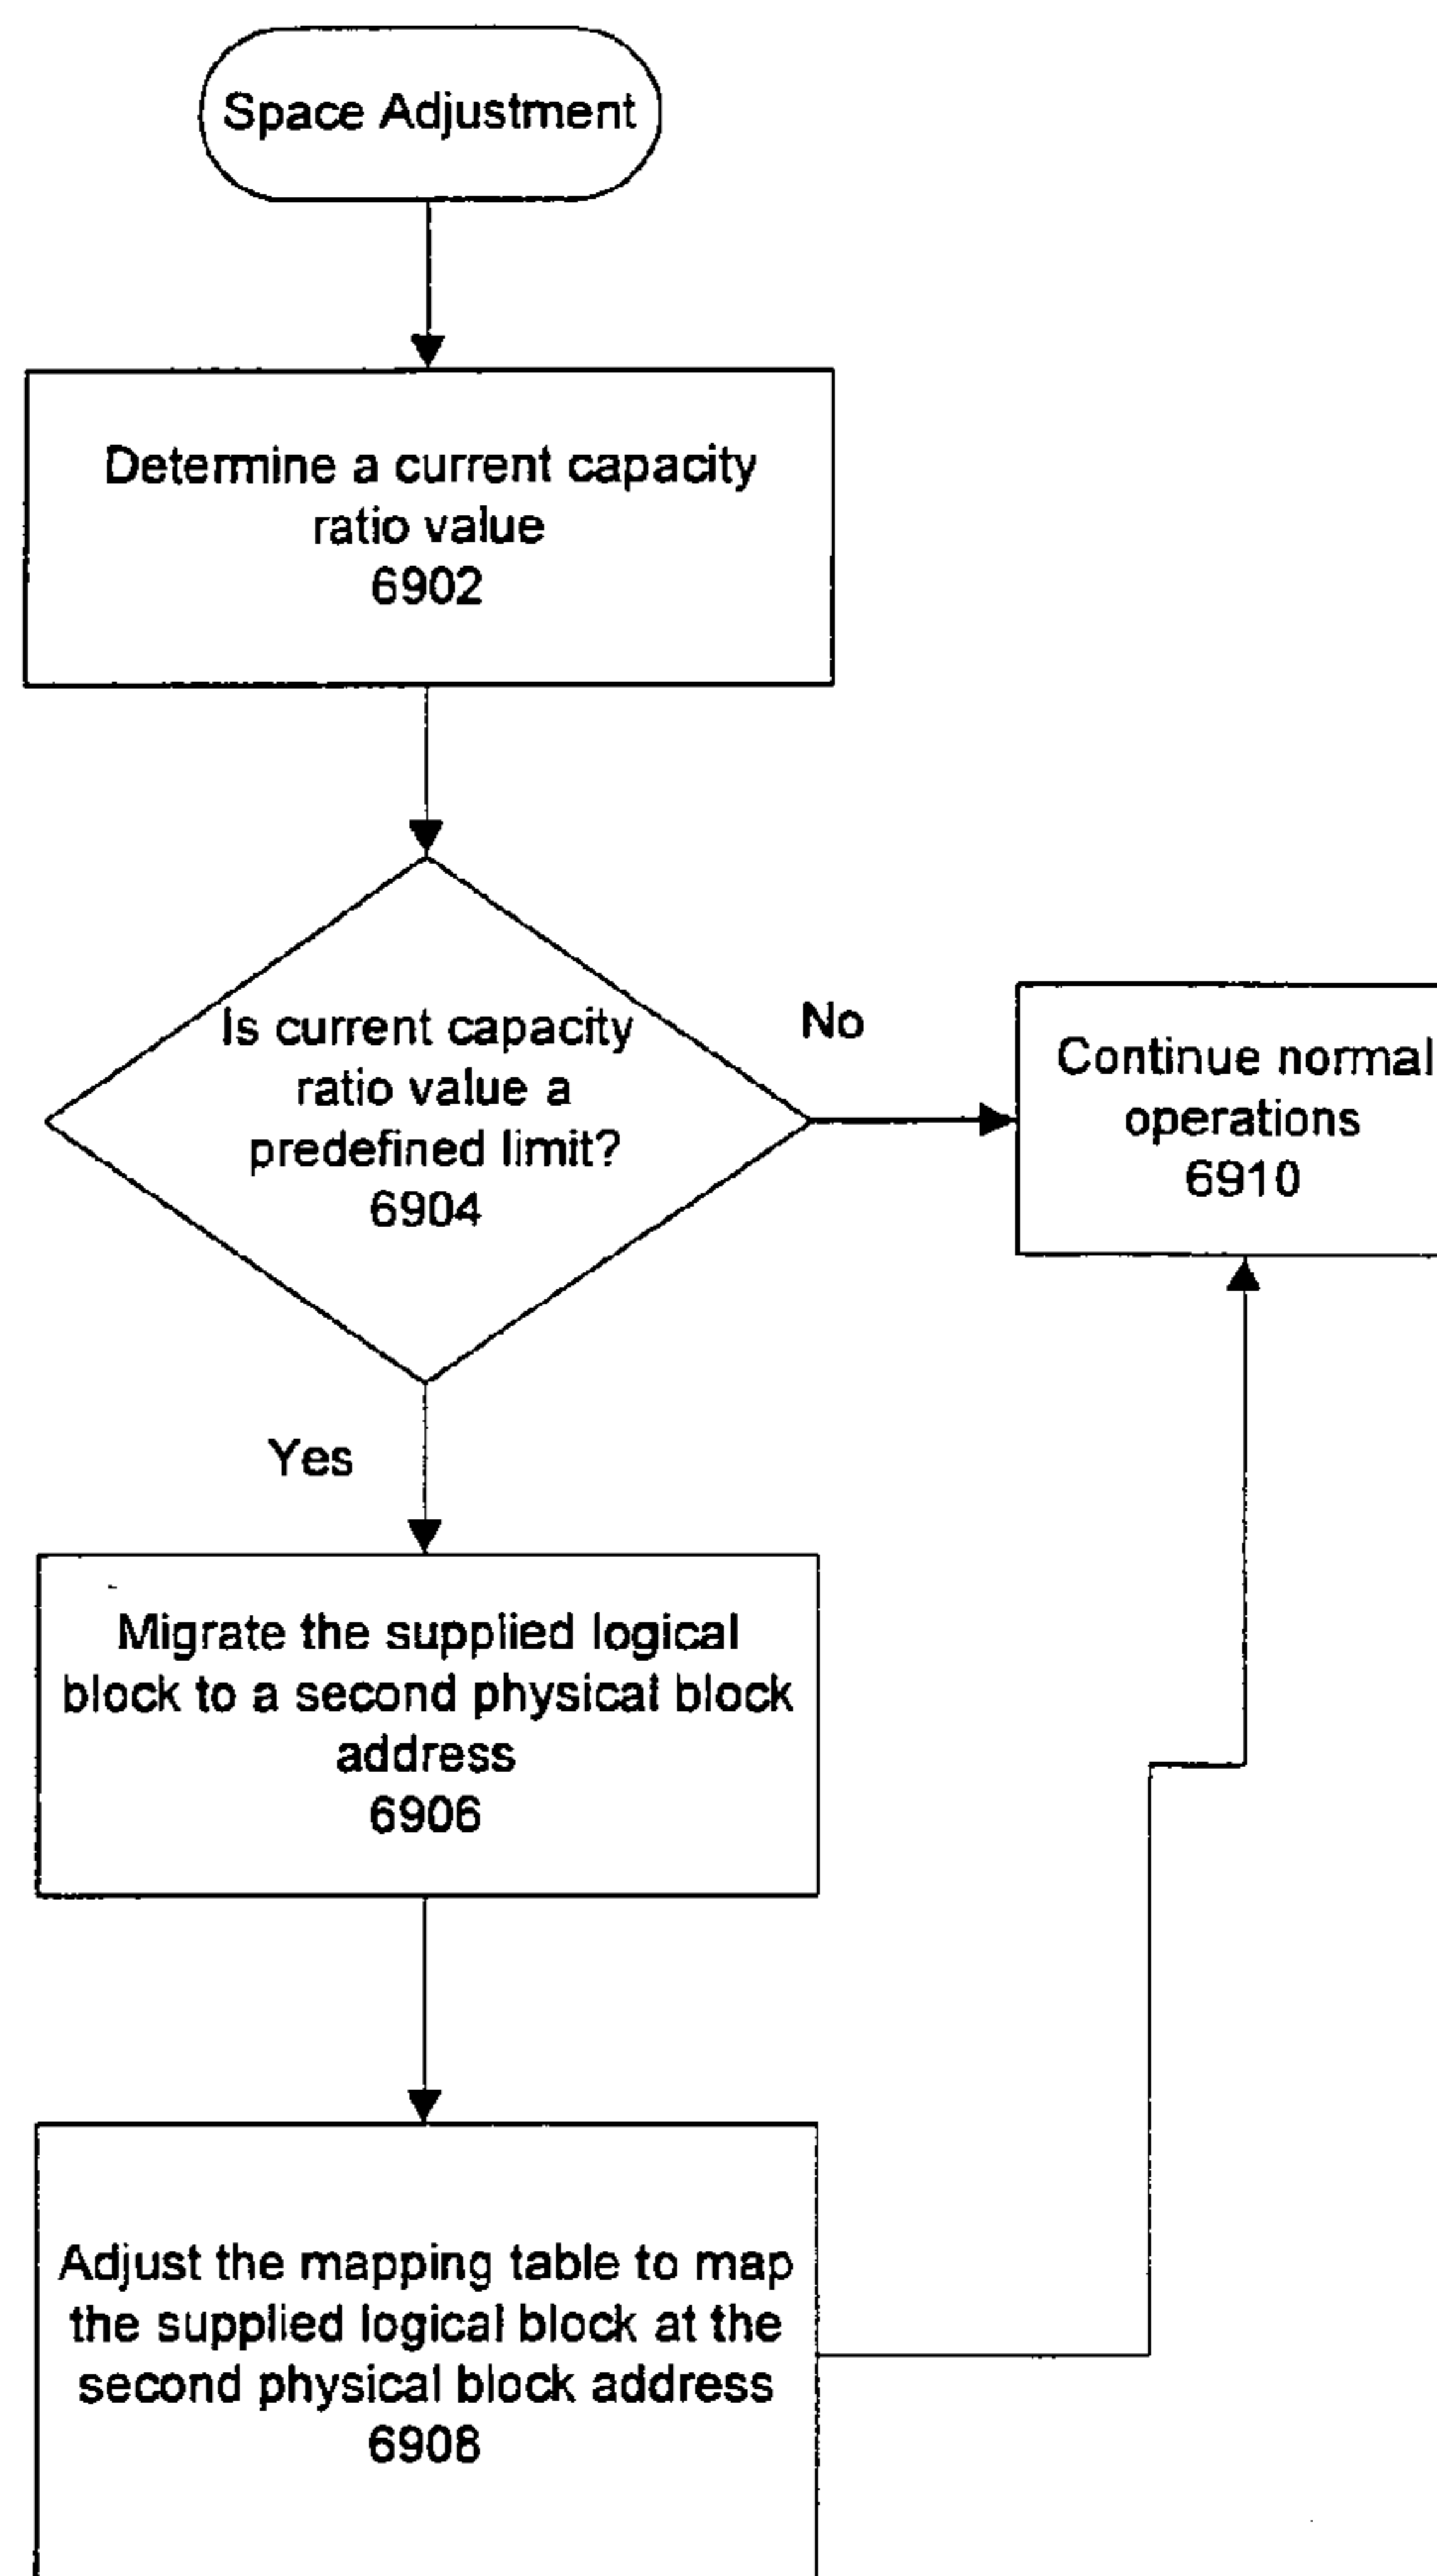 Space Adjustment
Determine a current capacity
ratio value
6902
Is current capacity
ratio value a
predefined limit?
6904
No
Continue normal
operations
6910
Yes
Migrate the supplied logical
block to a second physical block
address
6906
Adjust the mapping table to map
the supplied logical block at the
second physical block address
6908